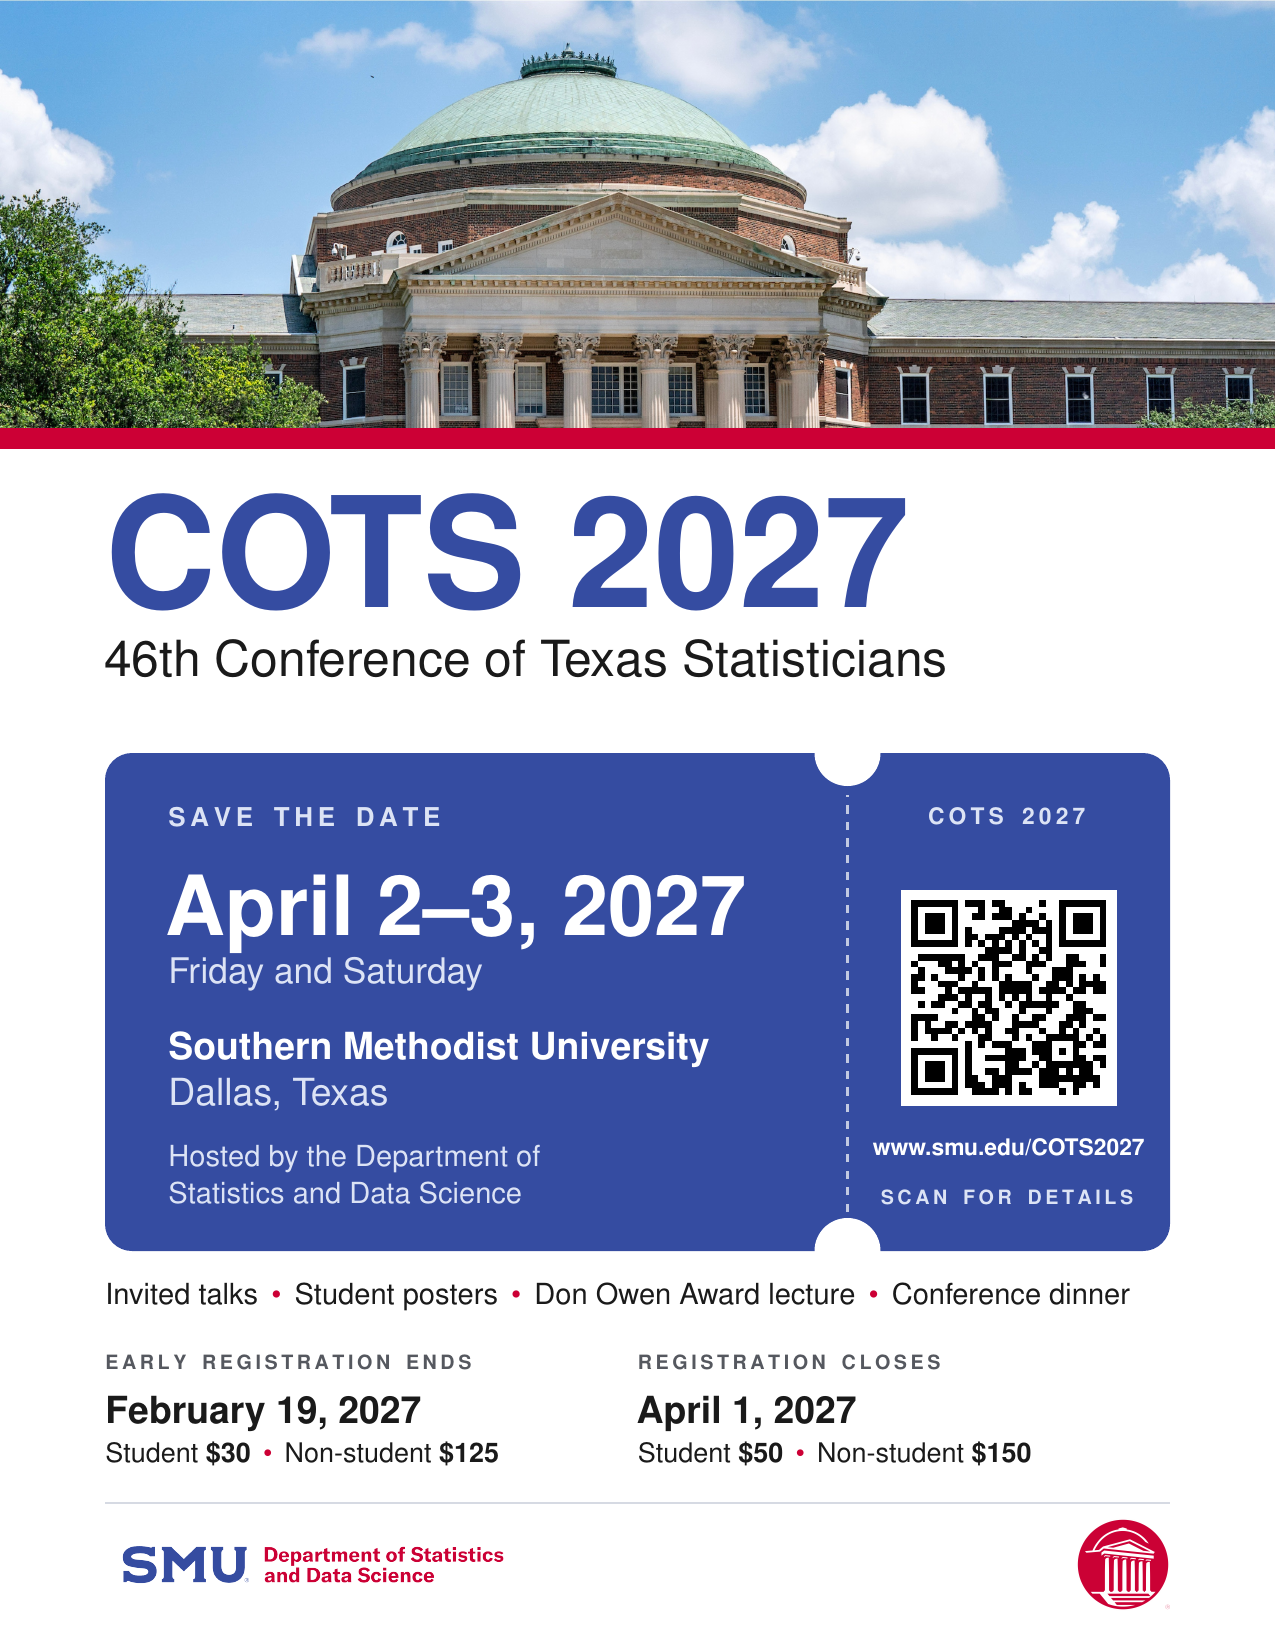 COTS 2027
46th Conference of Texas Statisticians
SAVE THE DATE
April 2–3, 2027
Friday and Saturday
Southern Methodist University
Dallas, Texas
Hosted by the Department of
Statistics and Data Science
COTS 2027
www.smu.edu/COTS2027
SCAN FOR DETAILS
Invited talks • Student posters • Don Owen Award lecture • Conference dinner
EARLY REGISTRATION ENDS
February 19, 2027
Student $30 • Non-student $125
REGISTRATION CLOSES
April 1, 2027
Student $50 • Non-student $150
SMU® Department of Statistics
and Data Science
®